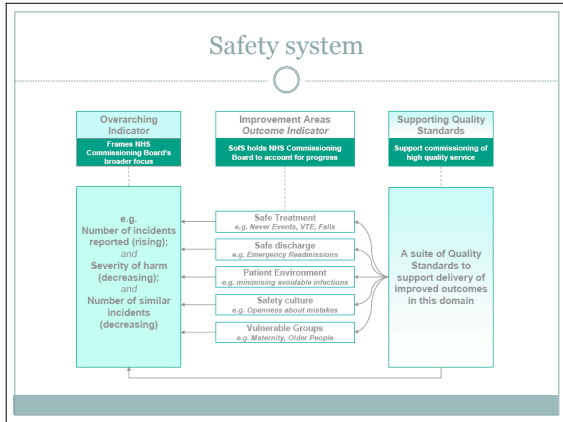 Safety system
Overarching
Indicator
Frames NHS
Commissioning Board's
broader focus
Improvement Areas
Outcome Indicator
SofS holds NHS Commissioning
Board to account for progress
Supporting Quality
Standards
Support commissioning of
high quality service
e.g.
Number of incidents
reported (rising);
and
Severity of harm
(decreasing);
and
Number of similar
incidents
(decreasing)
Safe Treatment
e.g. Never Events, VTE, Falls
Safe discharge
e.g. Emergency Readmissions
Patient Environment
e.g. minimising avoidable infections
Safety culture
e.g. Openness about mistakes
Vulnerable Groups
e.g. Maternity, Older People
A suite of Quality
Standards to
support delivery of
improved outcomes
in this domain